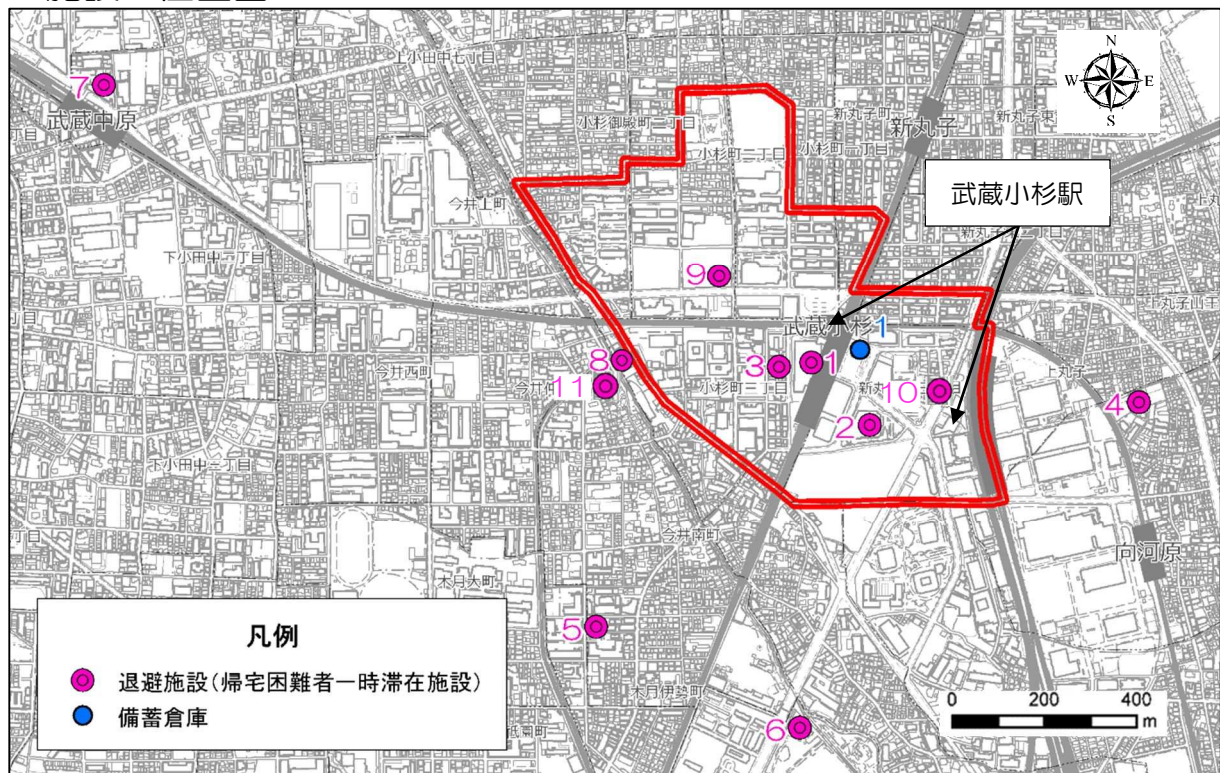 N
W
E
S
上小田中七丁目
7
武蔵中原
小杉御殿町二丁目
新丸子町
新丸子
新丸子東
小杉町二丁目
小杉町一丁目
武蔵小杉駅
今井上町
下小田中一丁目
9
上丸子山王
武蔵小杉
1
8
3
1
上丸子
今井西町
11
小杉町三丁目
10
4
2
下小田中三丁目
今井南町
向河原
木月大町
5
木月伊勢町
6
凡例
退避施設(帰宅困難者一時滞在施設)
備蓄倉庫
0 200 400
m